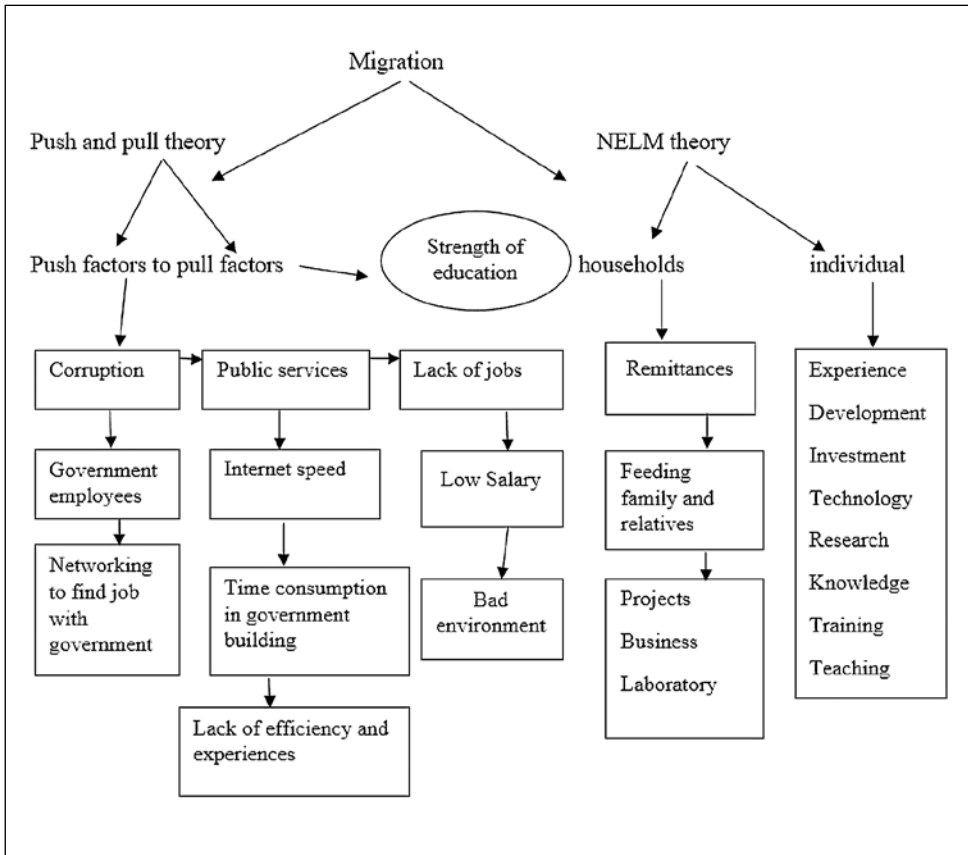 Migration
Push and pull theory
NELM theory
Strength of
education
Push factors to pull factors
households
individual
Corruption
Public services
Lack of jobs
Remittances
Experience
Development
Investment
Technology
Research
Knowledge
Training
Teaching
Government
employees
Internet speed
Low Salary
Feeding
family and
relatives
Networking
to find job
with
government
Time consumption
in government
building
Bad
environment
Projects
Business
Laboratory
Lack of efficiency and
experiences